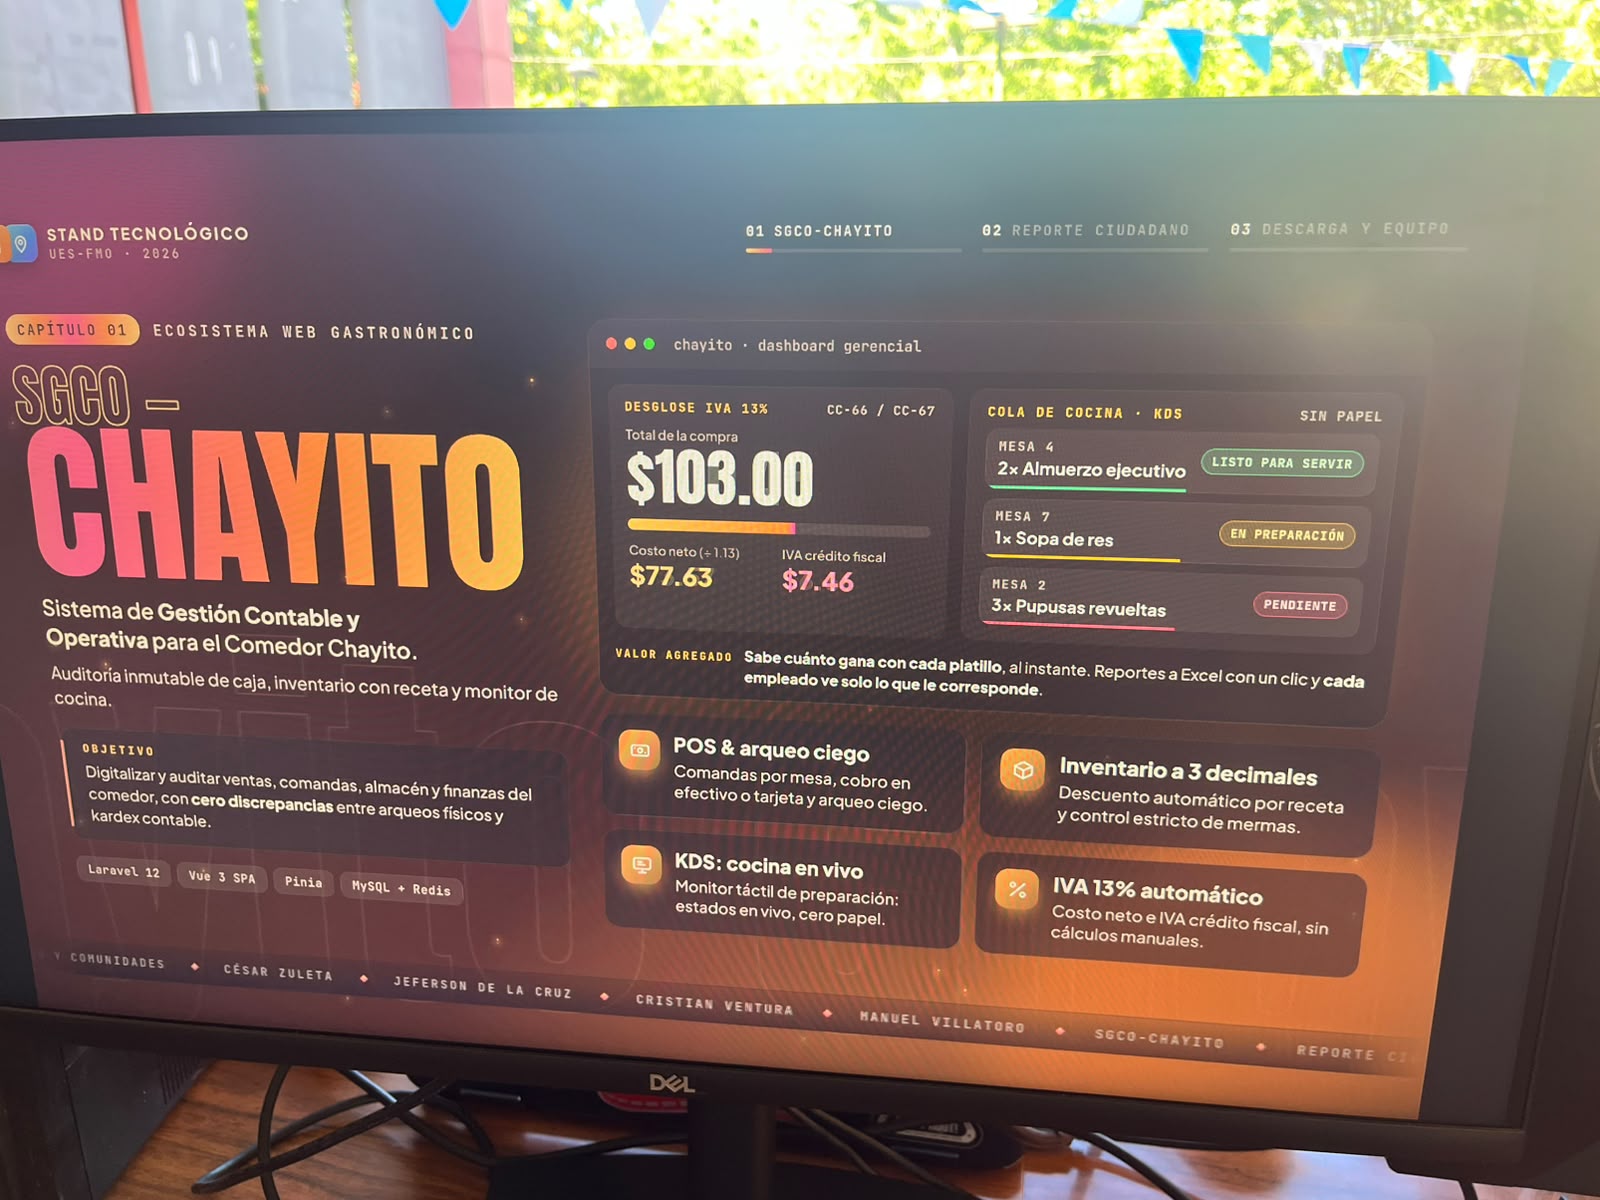 STAND TECNOLÓGICO
UES-FMO · 2026
01 SGCO-CHAYITO
02 REPORTE CIUDADANO
03 DESCARGA Y EQUIPO
CAPÍTULO 01
ECOSISTEMA WEB GASTRONÓMICO
SGCO —
CHAYITO
Sistema de Gestión Contable y
Operativa para el Comedor Chayito.
Auditoría inmutable de caja, inventario con receta y monitor de
cocina.
OBJETIVO
Digitalizar y auditar ventas, comandas, almacén y finanzas del
comedor, con cero discrepancias entre arqueos físicos y
kardex contable.
Laravel 12
Vue 3 SPA
Pinia
MySQL + Redis
chayito · dashboard gerencial
DESGLOSE IVA 13%
CC-66 / CC-67
Total de la compra
$103.00
Costo neto (÷ 1.13)
$77.63
IVA crédito fiscal
$7.46
COLA DE COCINA · KDS
SIN PAPEL
MESA 4
2× Almuerzo ejecutivo
LISTO PARA SERVIR
MESA 7
1× Sopa de res
EN PREPARACIÓN
MESA 2
3× Pupusas revueltas
PENDIENTE
VALOR AGREGADO
Sabe cuánto gana con cada platillo, al instante. Reportes a Excel con un clic y cada
empleado ve solo lo que le corresponde.
POS & arqueo ciego
Comandas por mesa, cobro en
efectivo o tarjeta y arqueo ciego.
Inventario a 3 decimales
Descuento automático por receta
y control estricto de mermas.
KDS: cocina en vivo
Monitor táctil de preparación:
estados en vivo, cero papel.
IVA 13% automático
Costo neto e IVA crédito fiscal, sin
cálculos manuales.
Y COMUNIDADES ◆ CÉSAR ZULETA ◆ JEFERSON DE LA CRUZ ◆ CRISTIAN VENTURA ◆ MANUEL VILLATORO ◆ SGCO-CHAYITO ◆ REPORTE
DELL